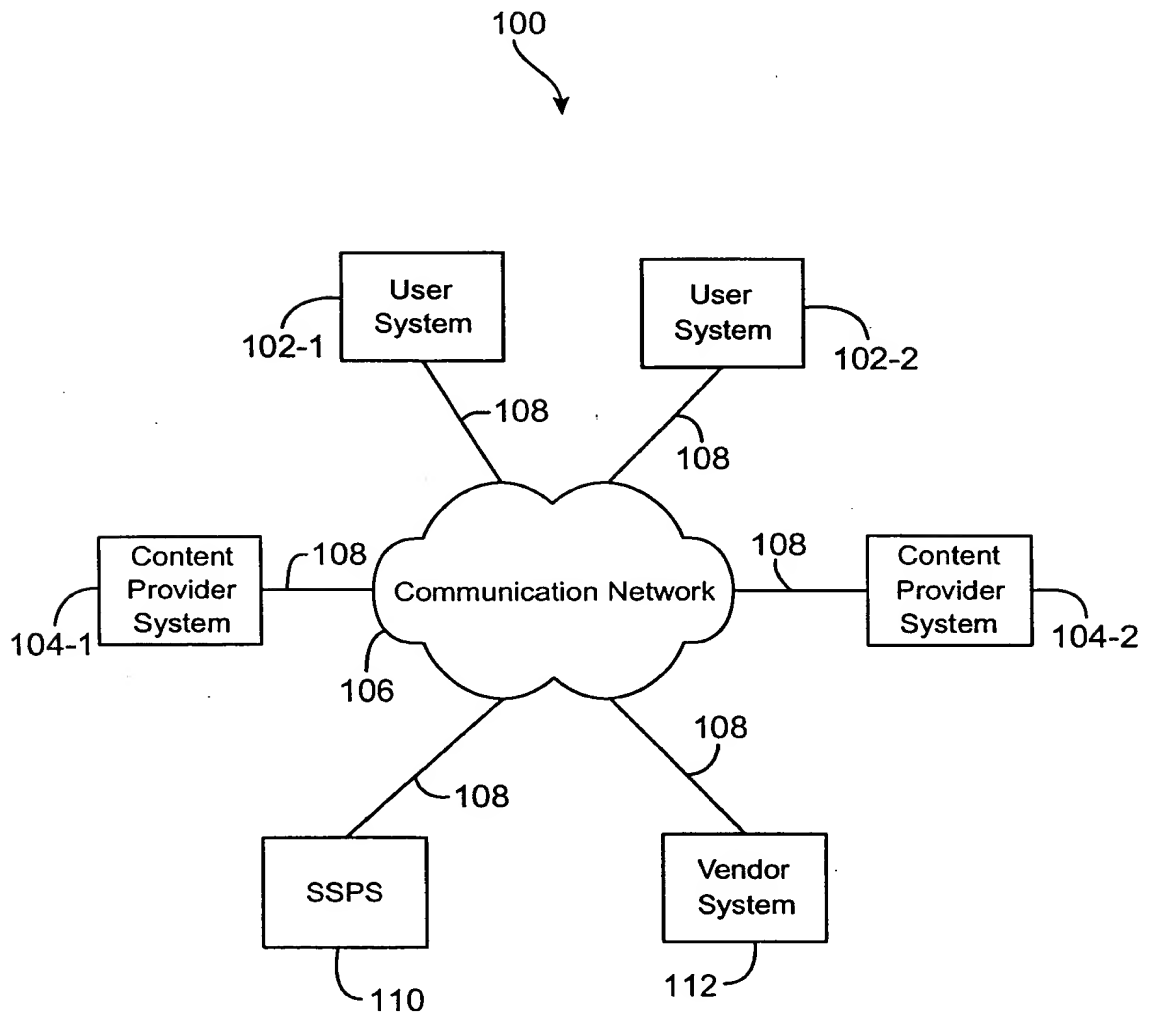 100
User
System
User
System
102-1
102-2
108
108
Content
Provider
System
108
Communication Network
108
Content
Provider
System
104-1
104-2
106
108
108
SSPS
Vendor
System
110
112